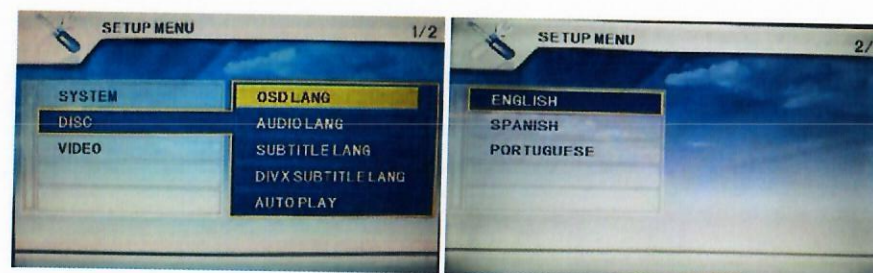 SETUP MENU 1/2
SYSTEM
DISC
VIDEO
OSD LANG
AUDIO LANG
SUBTITLE LANG
DIVX SUBTITLE LANG
AUTO PLAY
SETUP MENU 2/
ENGLISH
SPANISH
PORTUGUESE